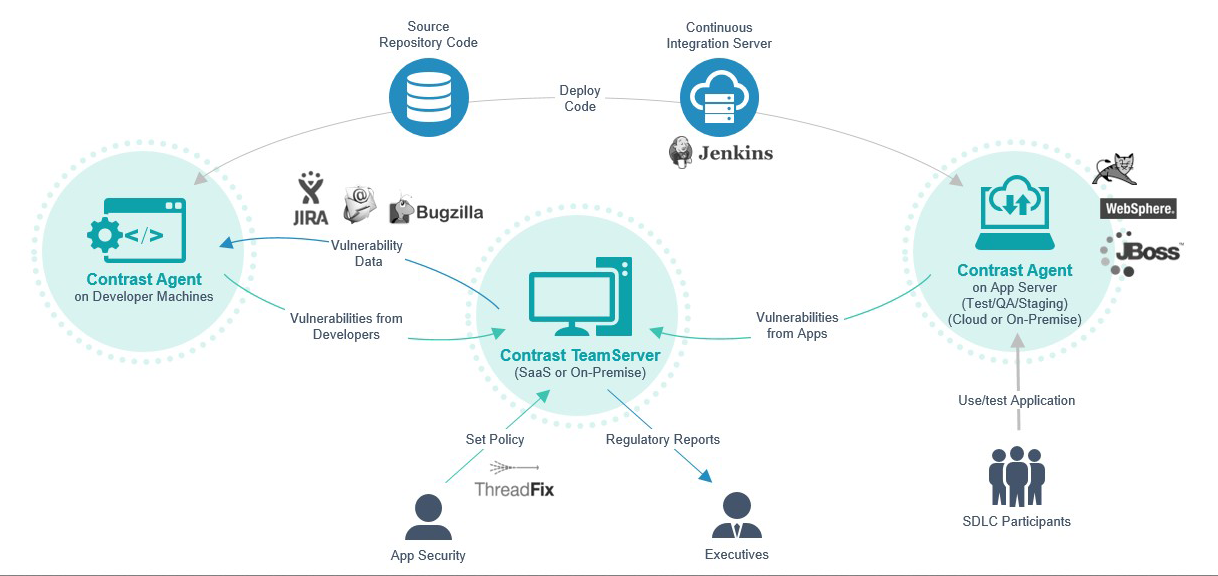 Source
Repository Code
Continuous
Integration Server
Deploy
Code
Jenkins
JIRA
@
Bugzilla
WebSphere.
JBoss™
</>
Contrast Agent
on Developer Machines
Vulnerability
Data
Vulnerabilities from
Developers
Contrast TeamServer
(SaaS or On-Premise)
Vulnerabilities
from Apps
Contrast Agent
on App Server
(Test/QA/Staging)
(Cloud or On-Premise)
Use/test Application
SDLC Participants
Set Policy
ThreadFix
App Security
Regulatory Reports
Executives